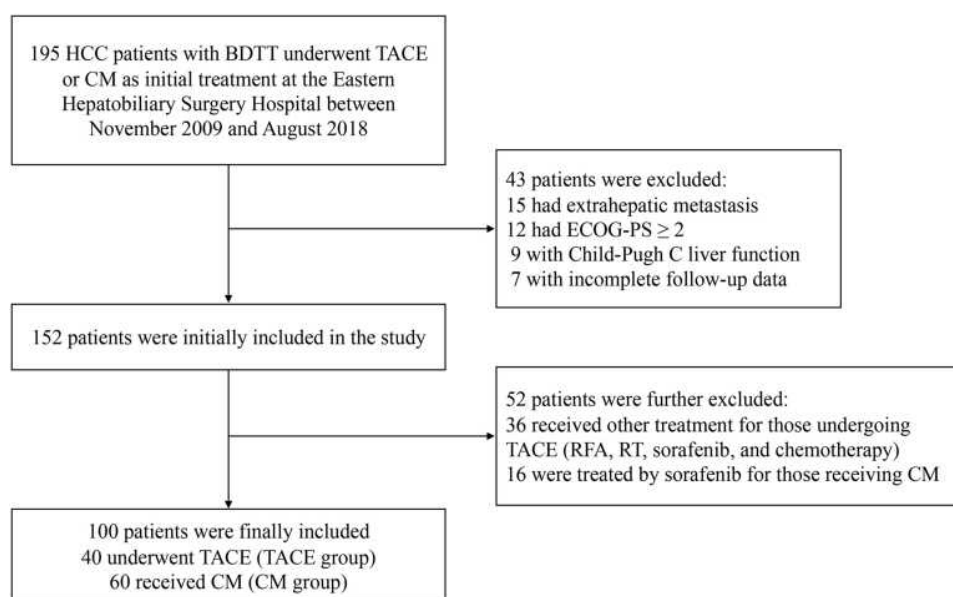 195 HCC patients with BDTT underwent TACE
or CM as initial treatment at the Eastern
Hepatobiliary Surgery Hospital between
November 2009 and August 2018
43 patients were excluded:
15 had extrahepatic metastasis
12 had ECOG-PS ≥ 2
9 with Child-Pugh C liver function
7 with incomplete follow-up data
152 patients were initially included in the study
52 patients were further excluded:
36 received other treatment for those undergoing
TACE (RFA, RT, sorafenib, and chemotherapy)
16 were treated by sorafenib for those receiving CM
100 patients were finally included
40 underwent TACE (TACE group)
60 received CM (CM group)